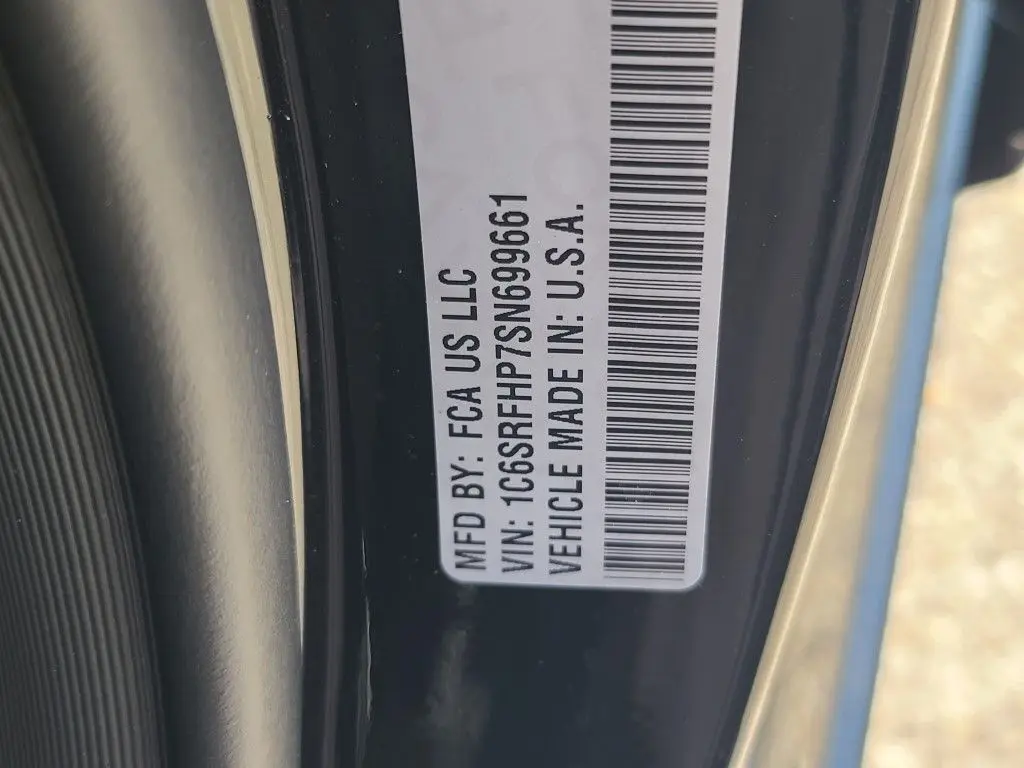 MFD BY: FCA US LLC
VIN: 1C6SRFHP7SN699661
VEHICLE MADE IN: U.S.A.